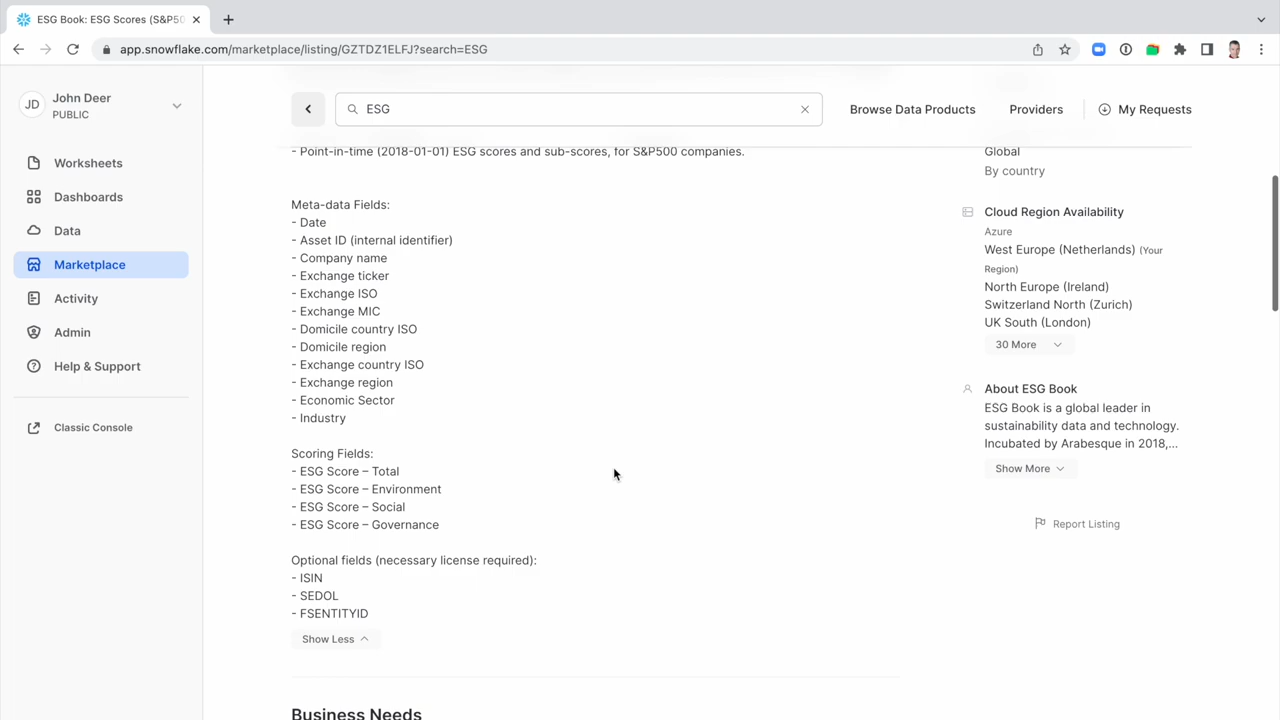 ESG Book: ESG Scores (S&P50
app.snowflake.com/marketplace/listing/GZTDZ1ELFJ?search=ESG
JD
John Deer
PUBLIC
Worksheets
Dashboards
Data
Marketplace
Activity
Admin
Help & Support
Classic Console
ESG
Browse Data Products
Providers
My Requests
- Point-in-time (2018-01-01) ESG scores and sub-scores, for S&P500 companies.
Meta-data Fields:
- Date
- Asset ID (internal identifier)
- Company name
- Exchange ticker
- Exchange ISO
- Exchange MIC
- Domicile country ISO
- Domicile region
- Exchange country ISO
- Exchange region
- Economic Sector
- Industry
Scoring Fields:
- ESG Score – Total
- ESG Score – Environment
- ESG Score – Social
- ESG Score – Governance
Optional fields (necessary license required):
- ISIN
- SEDOL
- FSENTITYID
Show Less
Business Needs
Global
By country
Cloud Region Availability
Azure
West Europe (Netherlands) (Your
Region)
North Europe (Ireland)
Switzerland North (Zurich)
UK South (London)
30 More
About ESG Book
ESG Book is a global leader in
sustainability data and technology.
Incubated by Arabesque in 2018,...
Show More
Report Listing